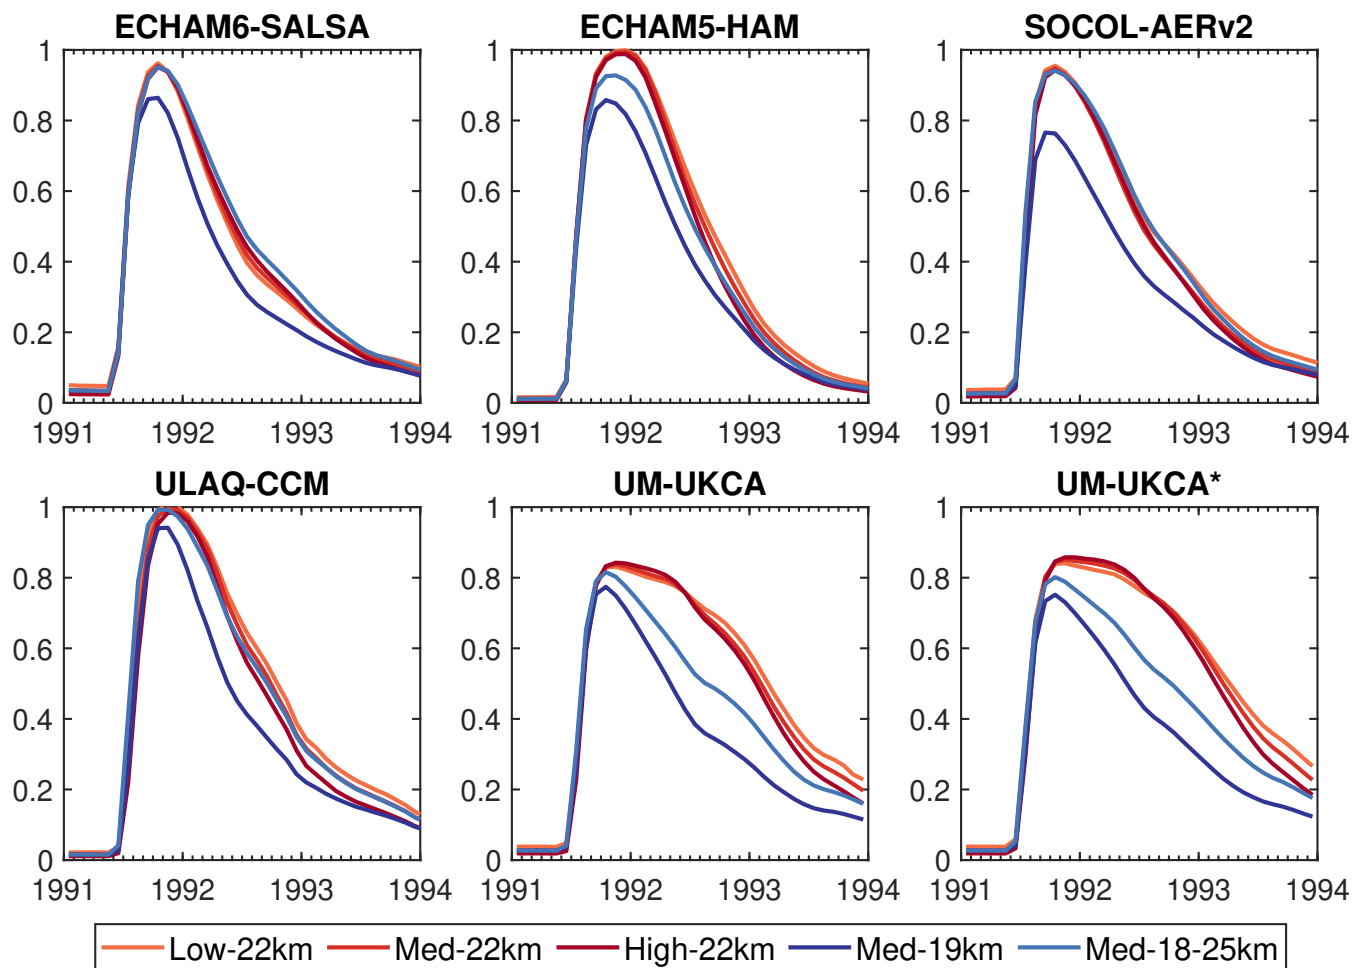 ECHAM6-SALSA ECHAM5-HAM SOCOL-AERv2
1 1 1
0.8 0.8 0.8
0.6 0.6 0.6
0.4 0.4 0.4
0.2 0.2 0.2
0 0 0
1991 1992 1993 1994 1991 1992 1993 1994 1991 1992 1993 1994
ULAQ-CCM UM-UKCA UM-UKCA*
1 1 1
0.8 0.8 0.8
0.6 0.6 0.6
0.4 0.4 0.4
0.2 0.2 0.2
0 0 0
1991 1992 1993 1994 1991 1992 1993 1994 1991 1992 1993 1994
Low-22km Med-22km High-22km Med-19km Med-18-25km